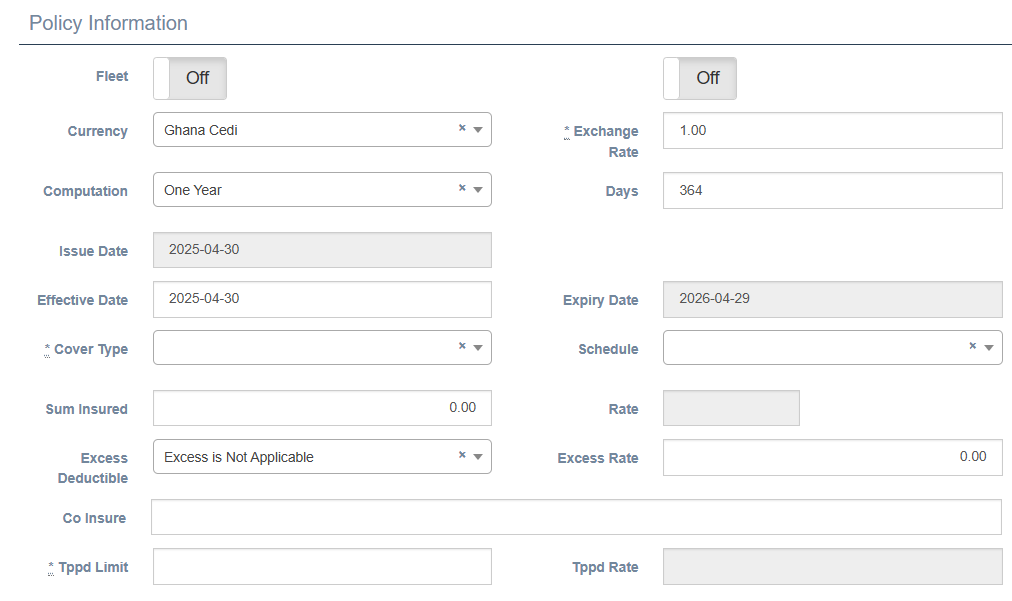 Policy Information
Fleet Off Off
Currency Ghana Cedi × * Exchange Rate 1.00
Computation One Year × Days 364
Issue Date 2025-04-30
Effective Date 2025-04-30 Expiry Date 2026-04-29
* Cover Type × Schedule ×
Sum Insured 0.00 Rate
Excess Deductible Excess is Not Applicable × Excess Rate 0.00
Co Insure
* Tppd Limit Tppd Rate